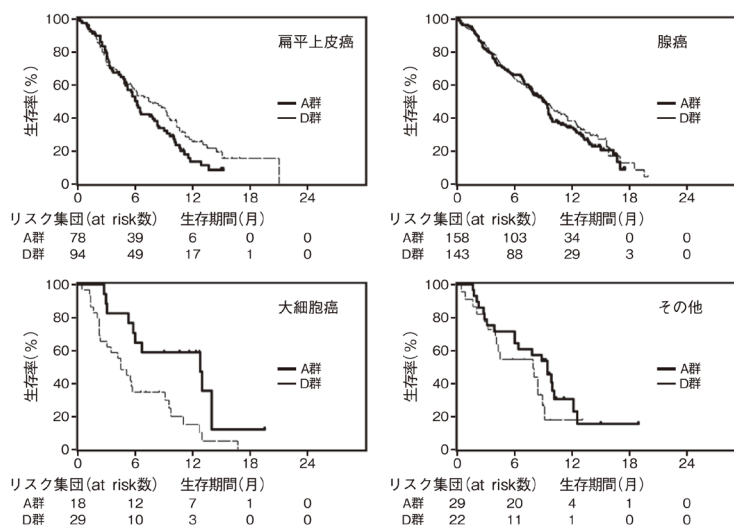 扁平上皮癌
生存率(%)
100
80
60
40
20
0
A群
D群
0 6 12 18 24
リスク集団(at risk数) 生存期間(月)
A群 78 39 6 0 0
D群 94 49 17 1 0
腺癌
生存率(%)
100
80
60
40
20
0
A群
D群
0 6 12 18 24
リスク集団(at risk数) 生存期間(月)
A群 158 103 34 0 0
D群 143 88 29 3 0
大細胞癌
生存率(%)
100
80
60
40
20
0
A群
D群
0 6 12 18 24
リスク集団(at risk数) 生存期間(月)
A群 18 12 7 1 0
D群 29 10 3 0 0
その他
生存率(%)
100
80
60
40
20
0
A群
D群
0 6 12 18 24
リスク集団(at risk数) 生存期間(月)
A群 29 20 4 1 0
D群 22 11 1 0 0